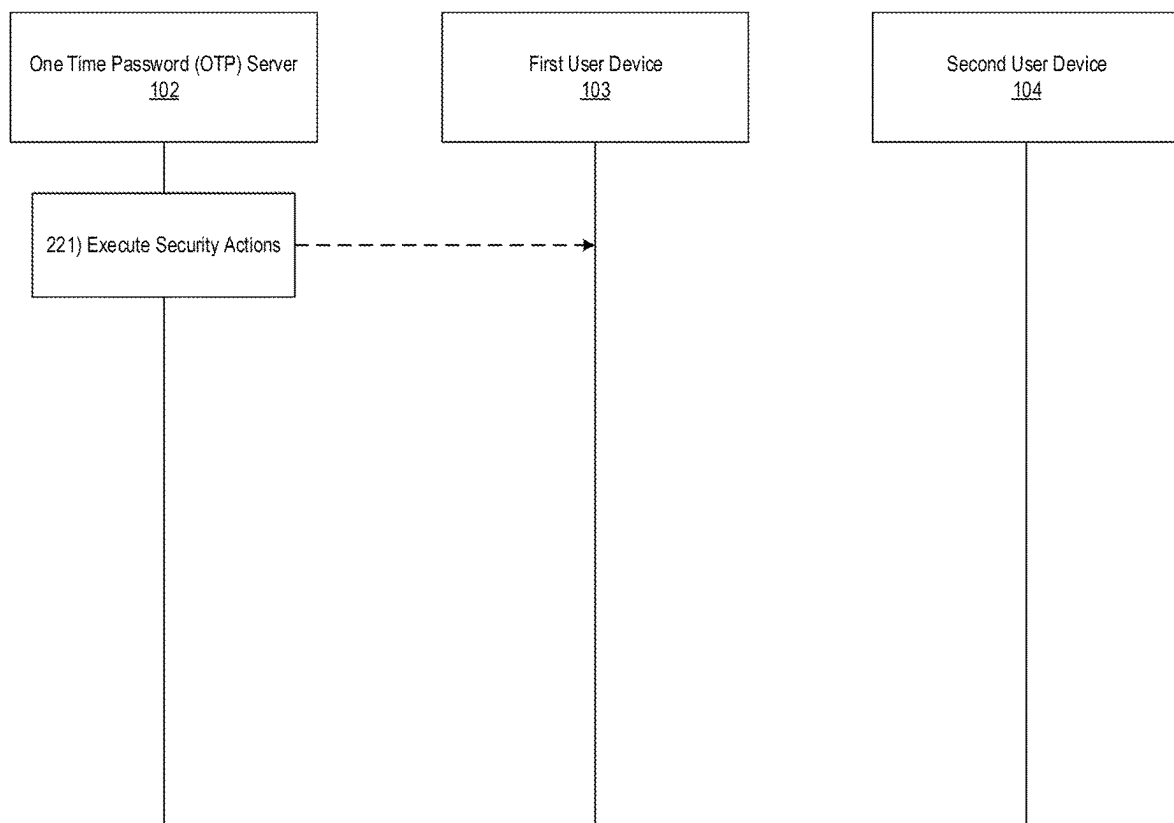 One Time Password (OTP) Server
102
First User Device
103
Second User Device
104
221) Execute Security Actions